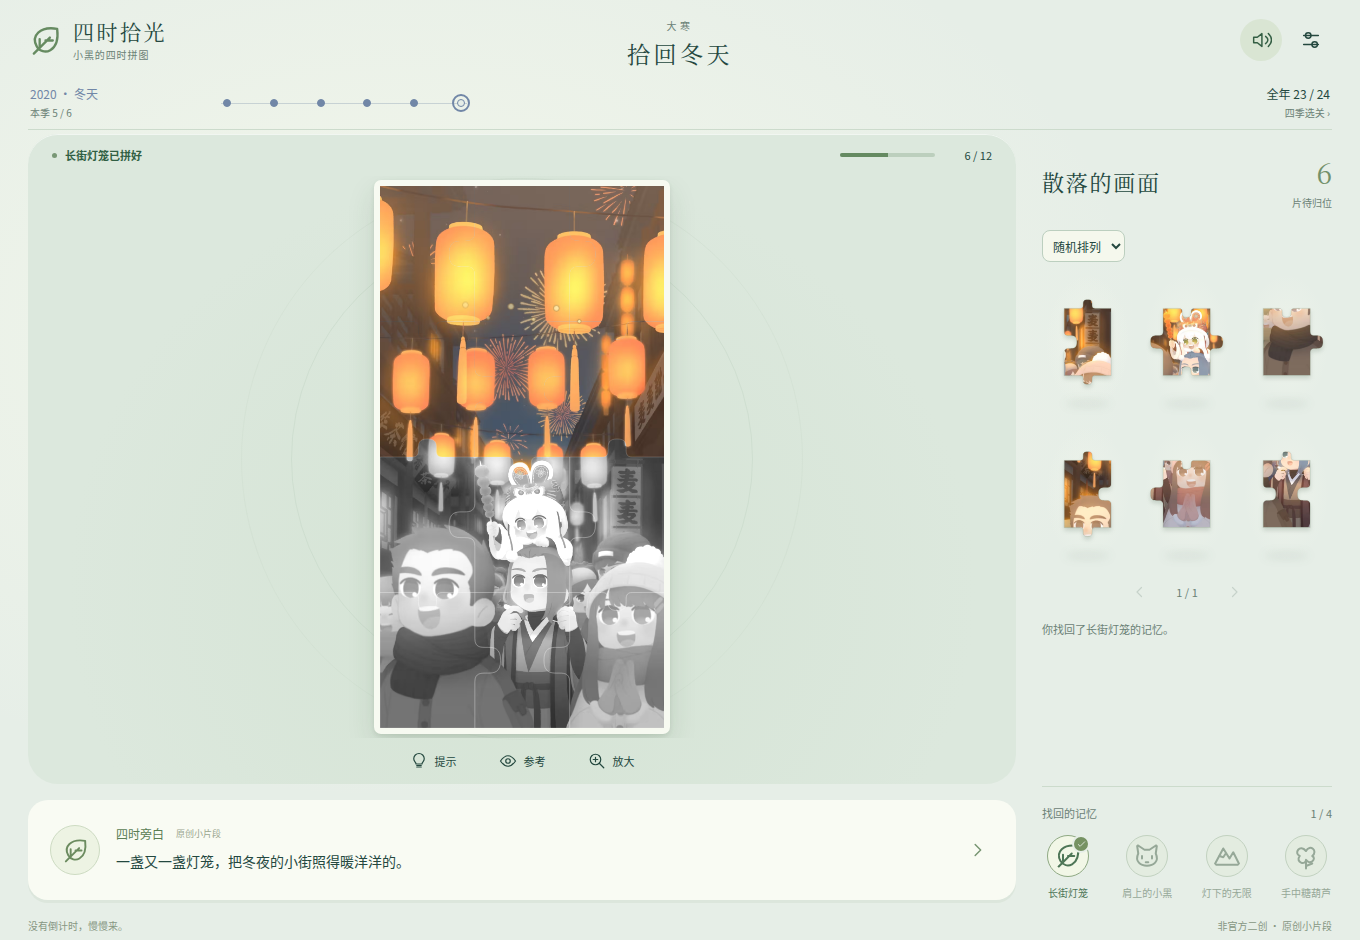 四时拾光
小黑的四时拼图
大寒
拾回冬天
2020 · 冬天
本季 5 / 6
全年 23 / 24
四季选关 ›
长街灯笼已拼好
6 / 12
麦
麦
提示
参考
放大
散落的画面
6
片待归位
随机排列
麦
麦
1 / 1
你找回了长街灯笼的记忆。
四时旁白
原创小片段
一盏又一盏灯笼，把冬夜的小街照得暖洋洋的。
找回的记忆
1 / 4
长街灯笼
肩上的小黑
灯下的无限
手中糖葫芦
没有倒计时，慢慢来。
非官方二创 · 原创小片段